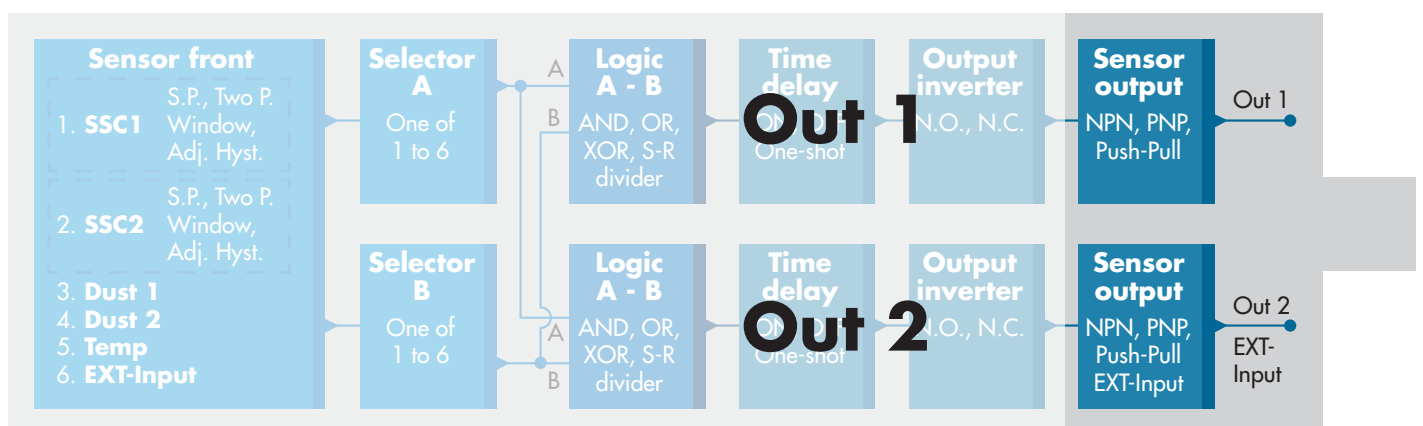 Sensor front
1. SSC1
S.P., Two P.
Window,
Adj. Hyst.
2. SSC2
S.P., Two P.
Window,
Adj. Hyst.
3. Dust 1
4. Dust 2
5. Temp
6. EXT-Input
Selector
A
One of
1 to 6
A
B
Logic
A - B
AND, OR,
XOR, S-R
divider
Time
delay
One-shot
Out 1
Output
inverter
N.O., N.C.
Sensor
output
NPN, PNP,
Push-Pull
Out 1
Selector
B
One of
1 to 6
A
B
Logic
A - B
AND, OR,
XOR, S-R
divider
Time
delay
One-shot
Out 2
Output
inverter
N.O., N.C.
Sensor
output
NPN, PNP,
Push-Pull
EXT-Input
Out 2
EXT-
Input